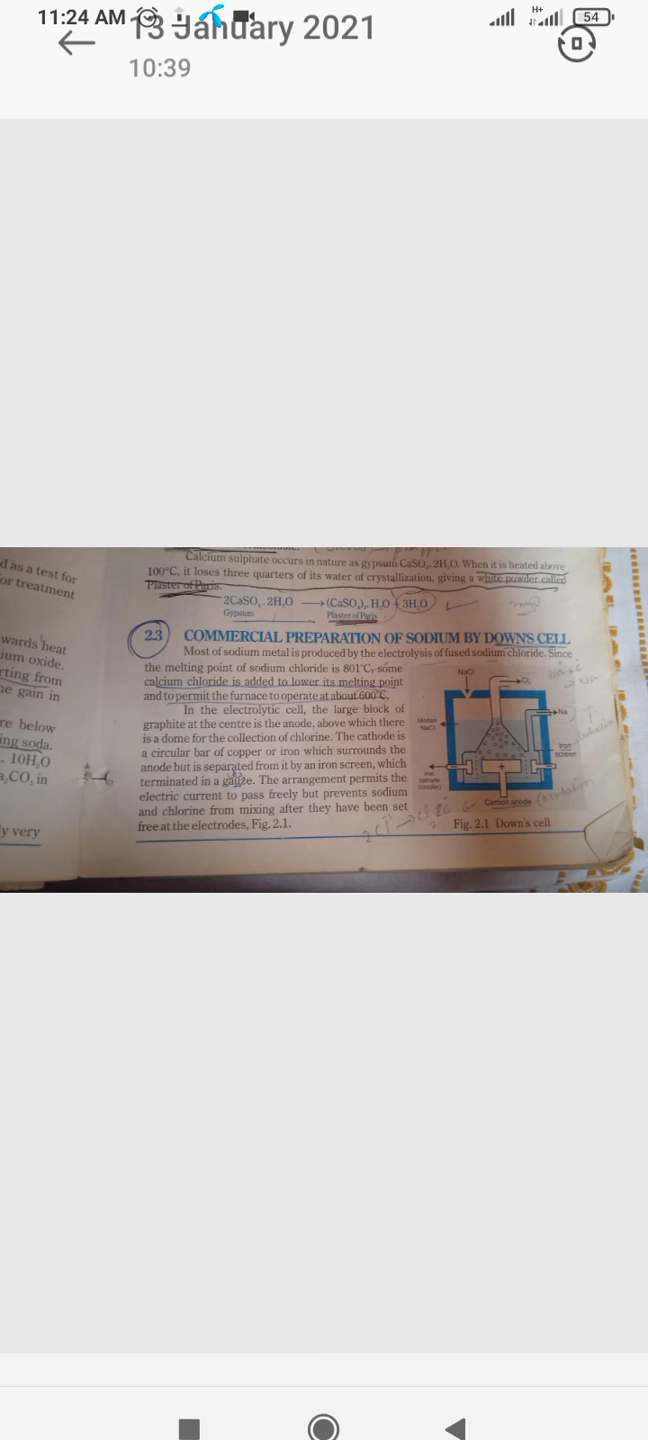 11:24 AM
H+
54
13 January 2021
10:39
d as a test for
or treatment
wards heat
ium oxide.
rting from
e gain in
re below
ing soda.
. 10H₂O
CO₃ in
y very
Calcium sulphate occurs in nature as gypsum CaSO₄. 2H₂O. When it is heated above
100°C, it loses three quarters of its water of crystallization, giving a white powder called
Plaster of Paris.
2CaSO₄ . 2H₂O ⟶ (CaSO₄)₂. H₂O + 3H₂O
Gypsum Plaster of Paris
2.3 COMMERCIAL PREPARATION OF SODIUM BY DOWNS CELL
Most of sodium metal is produced by the electrolysis of fused sodium chloride. Since
the melting point of sodium chloride is 801°C, some
calcium chloride is added to lower its melting point
and to permit the furnace to operate at about 600°C.
In the electrolytic cell, the large block of
graphite at the centre is the anode, above which there
is a dome for the collection of chlorine. The cathode is
a circular bar of copper or iron which surrounds the
anode but is separated from it by an iron screen, which
terminated in a gauze. The arrangement permits the
electric current to pass freely but prevents sodium
and chlorine from mixing after they have been set
free at the electrodes, Fig. 2.1.
NaCl
Cl₂
Molten
NaCl
Na
Iron
screen
+
Iron
cathode
(circular)
Carbon anode
Fig. 2.1 Down's cell